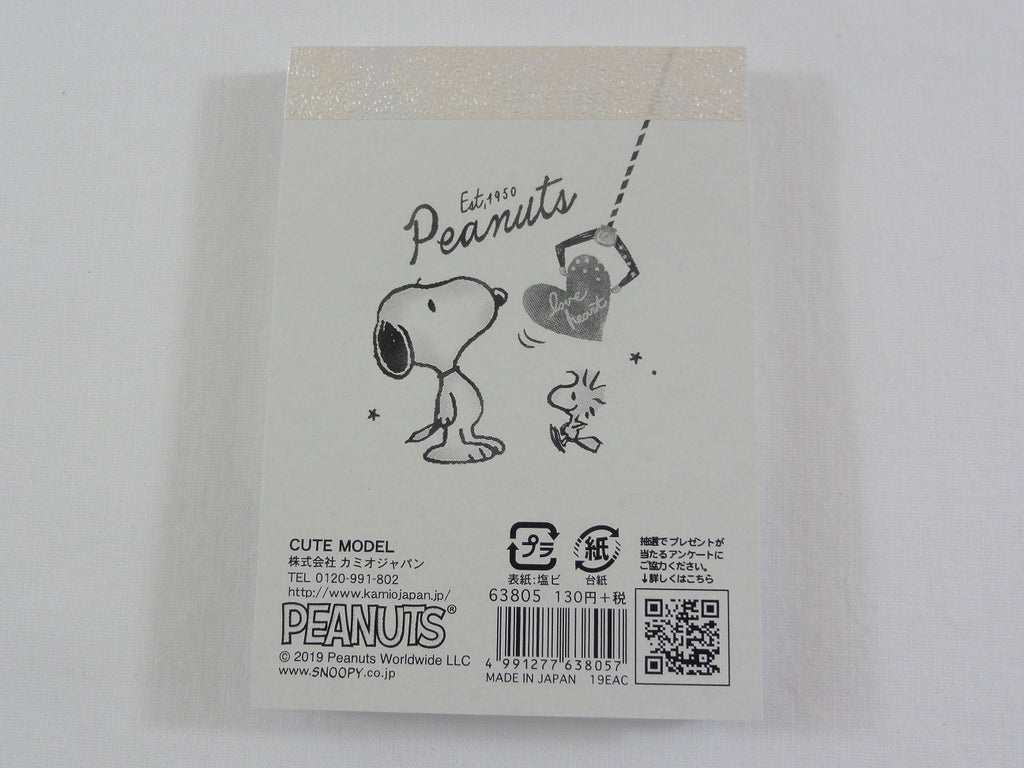 Est, 1950
Peanuts
love
heart
CUTE MODEL
株式会社 カミオジャパン
TEL 0120-991-802
http://www.kamiojapan.jp/
PEANUTS®
© 2019 Peanuts Worldwide LLC
www.SNOOPY.co.jp
プラ
表紙:塩ビ
紙
台紙
63805 130円+税
4 991277 638057
MADE IN JAPAN 19EAC
抽選で プレゼントが
当たるアンケートに
ご協力ください。
↓詳しくはこちら